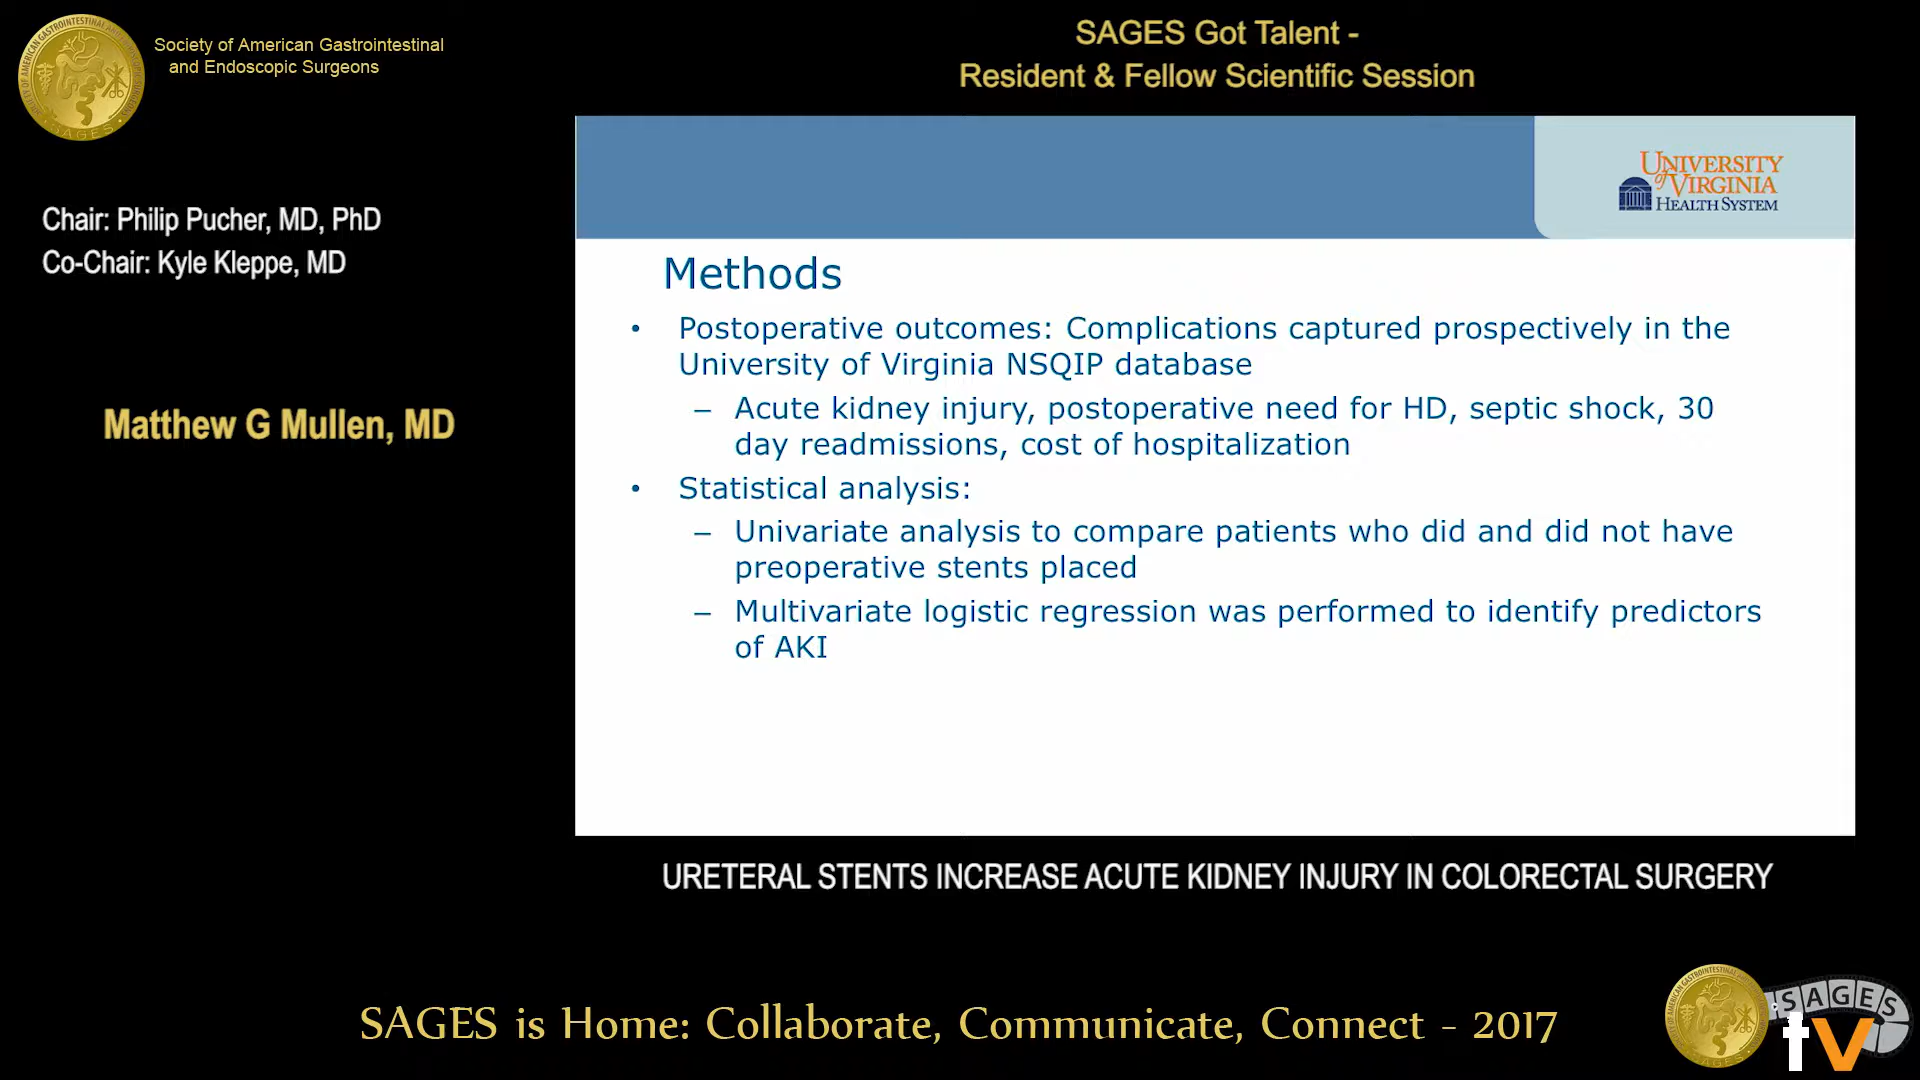 Society of American Gastrointestinal
and Endoscopic Surgeons
SAGES Got Talent -
Resident & Fellow Scientific Session
Chair: Philip Pucher, MD, PhD
Co-Chair: Kyle Kleppe, MD
Matthew G Mullen, MD
UNIVERSITY
of VIRGINIA
HEALTH SYSTEM
Methods
• Postoperative outcomes: Complications captured prospectively in the
University of Virginia NSQIP database
– Acute kidney injury, postoperative need for HD, septic shock, 30
day readmissions, cost of hospitalization
• Statistical analysis:
– Univariate analysis to compare patients who did and did not have
preoperative stents placed
– Multivariate logistic regression was performed to identify predictors
of AKI
URETERAL STENTS INCREASE ACUTE KIDNEY INJURY IN COLORECTAL SURGERY
SAGES is Home: Collaborate, Communicate, Connect - 2017
SAGES
tv